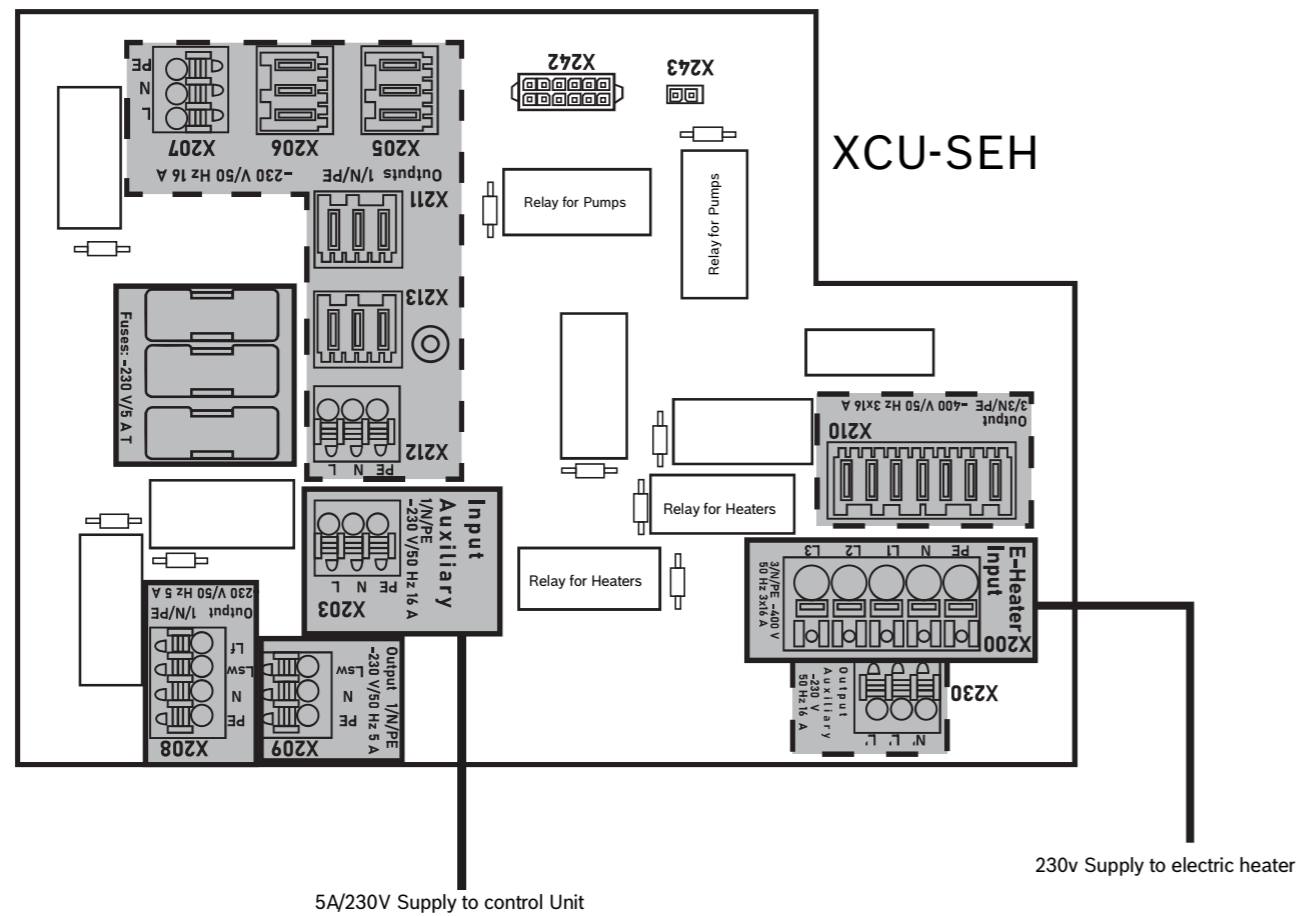 X242
X243
XCU-SEH
PE
N
L
X207
X206
X205
~230 V/50 Hz 16 A
Outputs 1/N/PE
X211
Relay for Pumps
Relay for Pumps
X213
Fuses: ~230 V/5 A T
X212
L N PE
Output
3/3N/PE ~400 V/50 Hz 3x16 A
X210
Relay for Heaters
Relay for Heaters
Input
Auxiliary
1/N/PE
~230 V/50 Hz 16 A
L N PE
X203
L3 L2 L1 N PE
E-Heater
Input
3/N/PE ~400 V
50 Hz 3x16 A
X200
Output 1/N/PE
230 V/50 Hz 5 A
Lf
Lsw
N
PE
X208
Output 1/N/PE
~230 V/50 Hz 5 A
Lsw
N
PE
X209
Output
Auxiliary
~230 V
50 Hz 16 A
X230
L' L' N'
230v Supply to electric heater
5A/230V Supply to control Unit